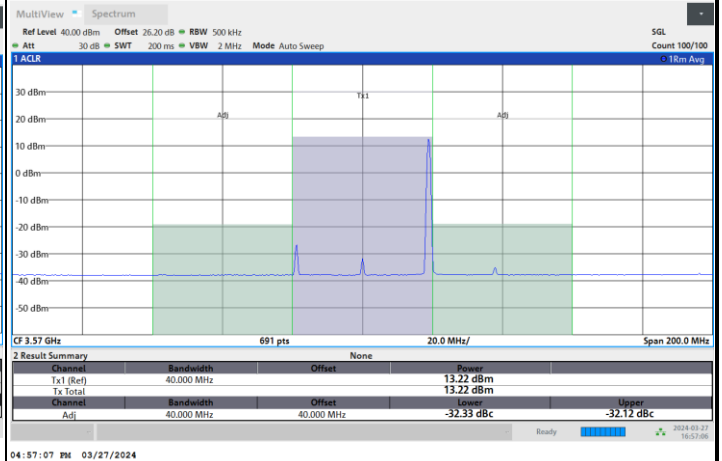 MultiView Spectrum
Ref Level 40.00 dBm Offset 26.20 dB RBW 500 kHz SGL
Att 30 dB SWT 200 ms VBW 2 MHz Mode Auto Sweep Count 100/100
1 ACLR 1Rm Avg
30 dBm
Tx1
20 dBm
Adj Adj
10 dBm
0 dBm
-10 dBm
-20 dBm
-30 dBm
-40 dBm
-50 dBm
CF 3.57 GHz 691 pts 20.0 MHz/ Span 200.0 MHz
2 Result Summary None
Channel Bandwidth Offset Power
Tx1 (Ref) 40.000 MHz 13.22 dBm
Tx Total 13.22 dBm
Channel Bandwidth Offset Lower Upper
Adj 40.000 MHz 40.000 MHz -32.33 dBc -32.12 dBc
Ready 2024-03-27
16:57:06
04:57:07 PM 03/27/2024